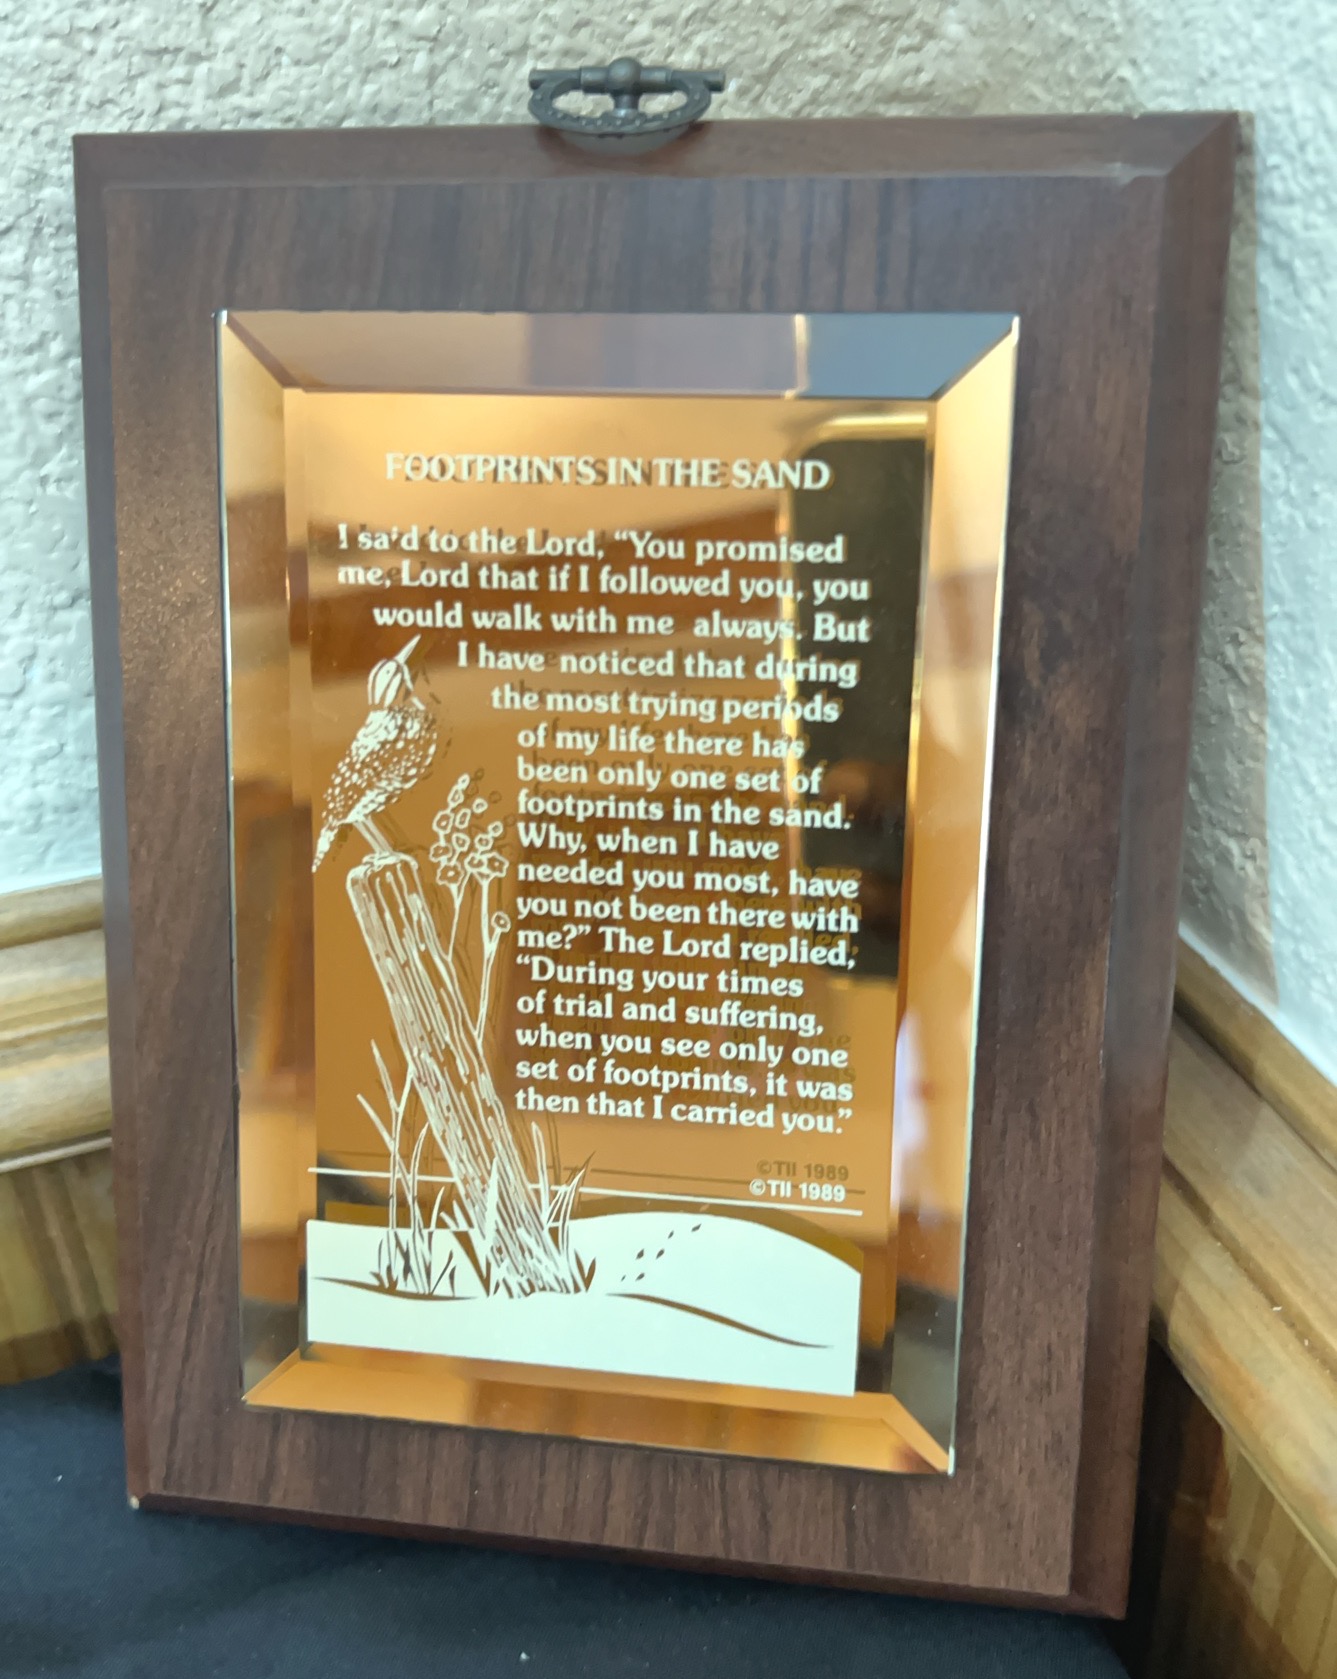 FOOTPRINTS IN THE SAND
I said to the Lord, “You promised
me, Lord that if I followed you, you
would walk with me always. But
I have noticed that during
the most trying periods
of my life there has
been only one set of
footprints in the sand.
Why, when I have
needed you most, have
you not been there with
me?” The Lord replied,
“During your times
of trial and suffering,
when you see only one
set of footprints, it was
then that I carried you.”
©TII 1989